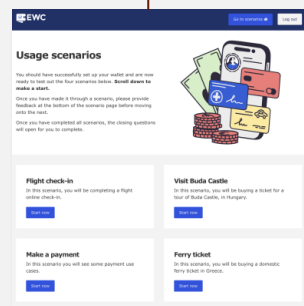 EWC
Go to scenarios
Log out
Usage scenarios
You should have successfully set up your wallet and are now
ready to test out the four scenarios below. Scroll down to
make a start.
Once you have made it through a scenario, please provide
feedback at the bottom of the scenario page before moving
onto the next.
Once you have completed all scenarios, the closing questions
will open for you to complete.
Flight check-in
In this scenario, you will be completing a flight
online check-in.
Start now
Visit Buda Castle
In this scenario, you will be buying a ticket for a
tour of Buda Castle, in Hungary.
Start now
Make a payment
In this scenario you will see some payment use
cases.
Start now
Ferry ticket
In this scenario, you will be buying a domestic
ferry ticket in Greece.
Start now